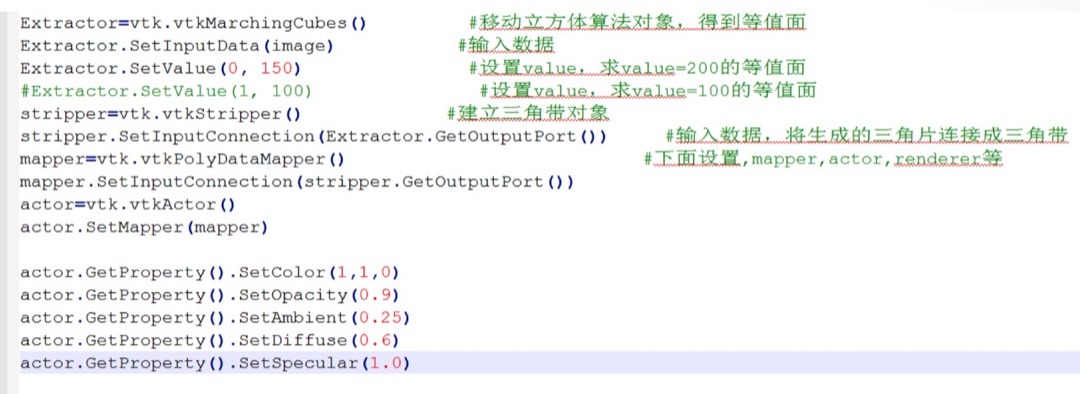 Extractor=vtk.vtkMarchingCubes() #移动立方体算法对象，得到等值面
Extractor.SetInputData(image) #输入数据
Extractor.SetValue(0, 150) #设置value，求value=200的等值面
#Extractor.SetValue(1, 100) #设置value，求value=100的等值面
stripper=vtk.vtkStripper() #建立三角带对象
stripper.SetInputConnection(Extractor.GetOutputPort()) #输入数据，将生成的三角片连接成三角带
mapper=vtk.vtkPolyDataMapper() #下面设置,mapper,actor,renderer等
mapper.SetInputConnection(stripper.GetOutputPort())
actor=vtk.vtkActor()
actor.SetMapper(mapper)
actor.GetProperty().SetColor(1,1,0)
actor.GetProperty().SetOpacity(0.9)
actor.GetProperty().SetAmbient(0.25)
actor.GetProperty().SetDiffuse(0.6)
actor.GetProperty().SetSpecular(1.0)